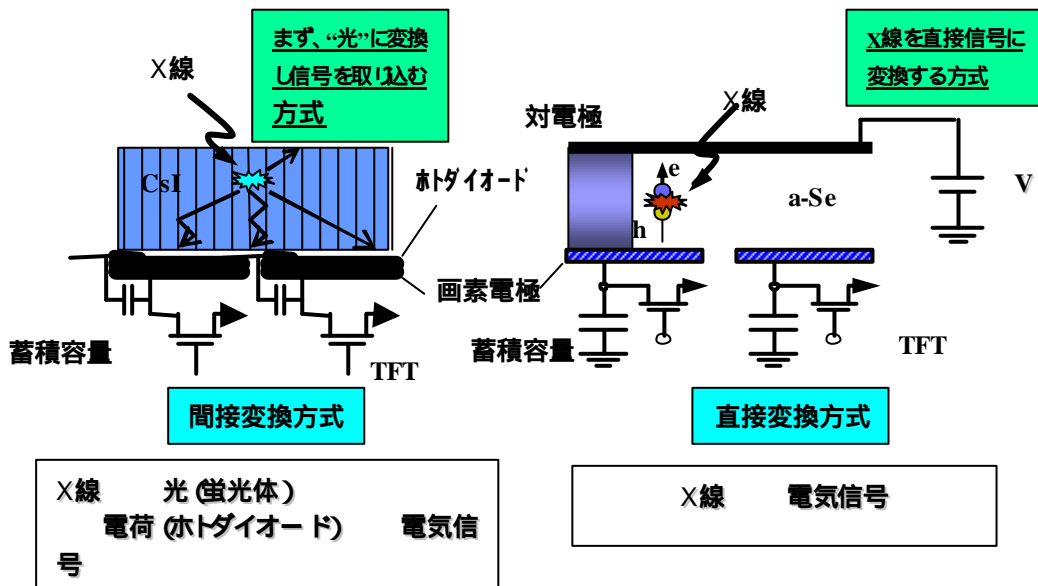 まず、“光”に変換
し信号を取り込む
方式
X線
CsI
ホトダイオード
画素電極
蓄積容量
TFT
間接変換方式
X線 光(蛍光体)
電荷(ホトダイオード) 電気信
号
X線を直接信号に
変換する方式
X線
対電極
e
h
a-Se
V
蓄積容量
TFT
直接変換方式
X線 電気信号